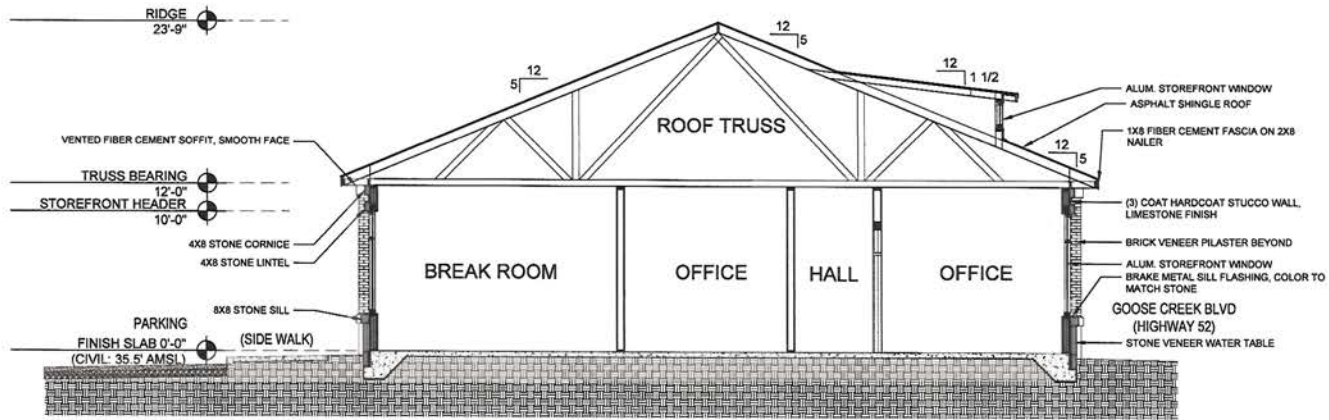 RIDGE
23'-9"
12
5
12
5
12
1 1/2
ALUM. STOREFRONT WINDOW
ASPHALT SHINGLE ROOF
1X8 FIBER CEMENT FASCIA ON 2X8
NAILER
12
5
ROOF TRUSS
VENTED FIBER CEMENT SOFFIT, SMOOTH FACE
TRUSS BEARING
12'-0"
STOREFRONT HEADER
10'-0"
4X8 STONE CORNICE
4X8 STONE LINTEL
8X8 STONE SILL
PARKING
FINISH SLAB 0'-0"
(CIVIL: 35.5' AMSL)
(SIDE WALK)
BREAK ROOM
OFFICE
HALL
OFFICE
(3) COAT HARDCOAT STUCCO WALL,
LIMESTONE FINISH
BRICK VENEER PILASTER BEYOND
ALUM. STOREFRONT WINDOW
BRAKE METAL SILL FLASHING, COLOR TO
MATCH STONE
GOOSE CREEK BLVD
(HIGHWAY 52)
STONE VENEER WATER TABLE